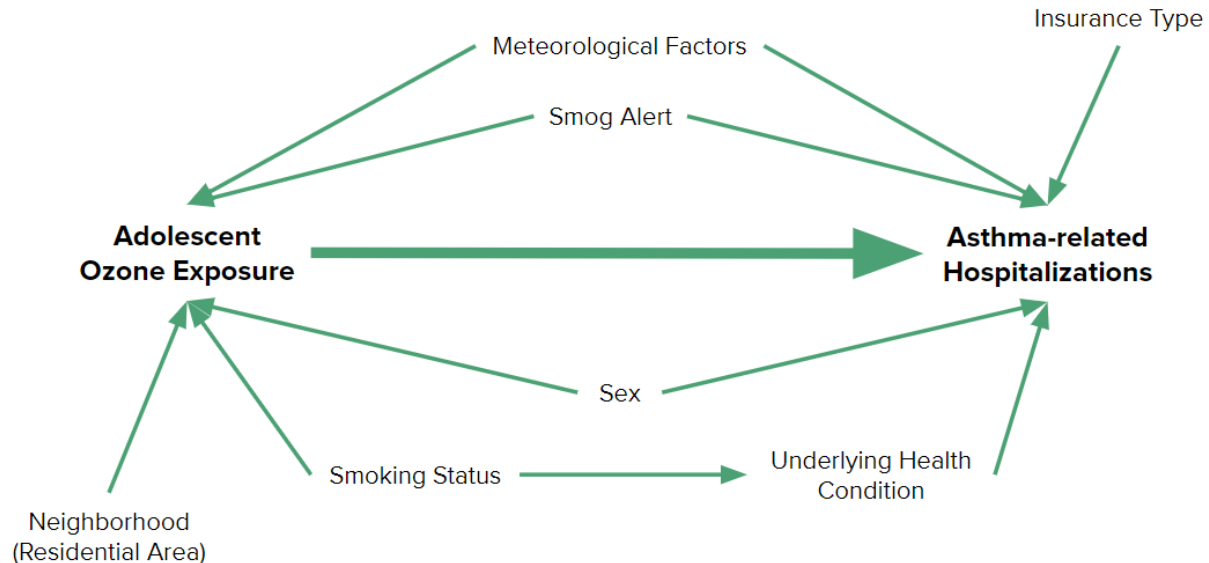 Insurance Type
Meteorological Factors
Smog Alert
Adolescent
Ozone Exposure
Asthma-related
Hospitalizations
Sex
Smoking Status
Underlying Health
Condition
Neighborhood
(Residential Area)